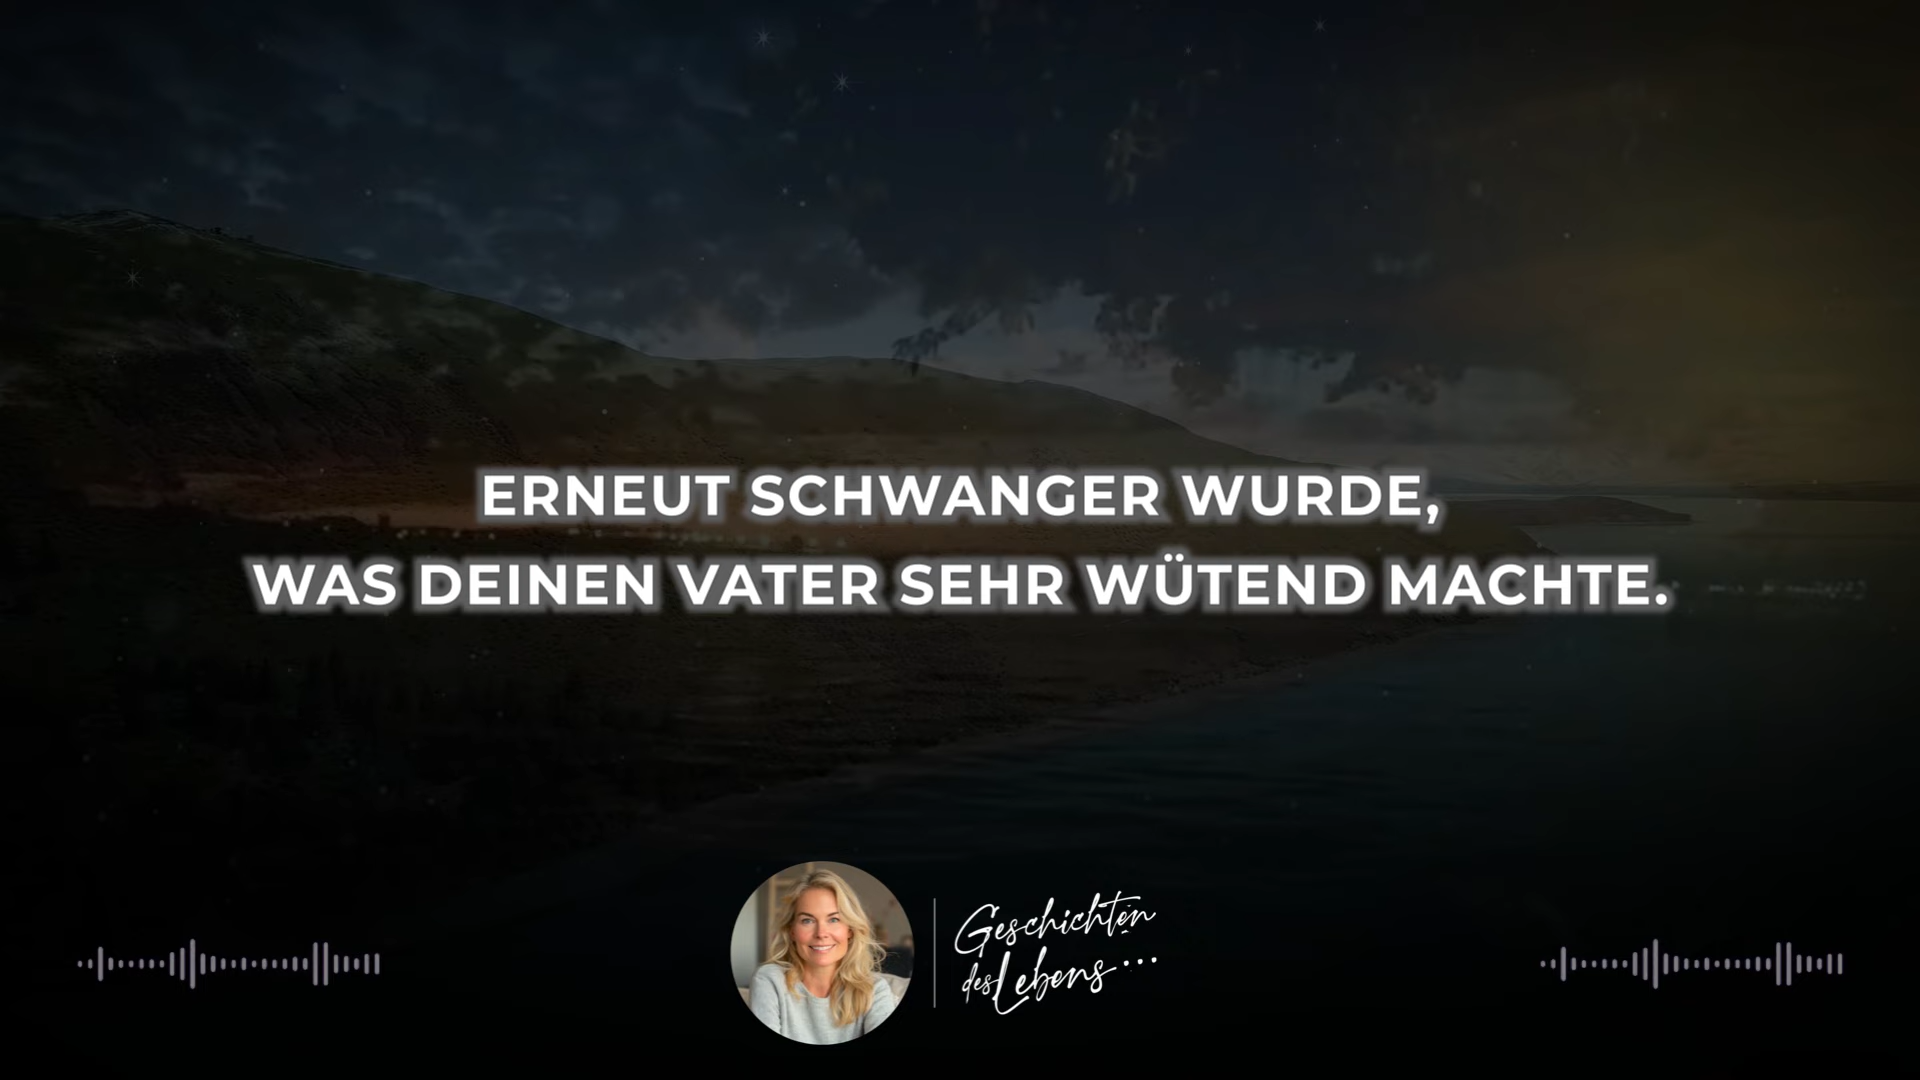 ERNEUT SCHWANGER WURDE,
WAS DEINEN VATER SEHR WÜTEND MACHTE.
Geschichten
des Lebens...